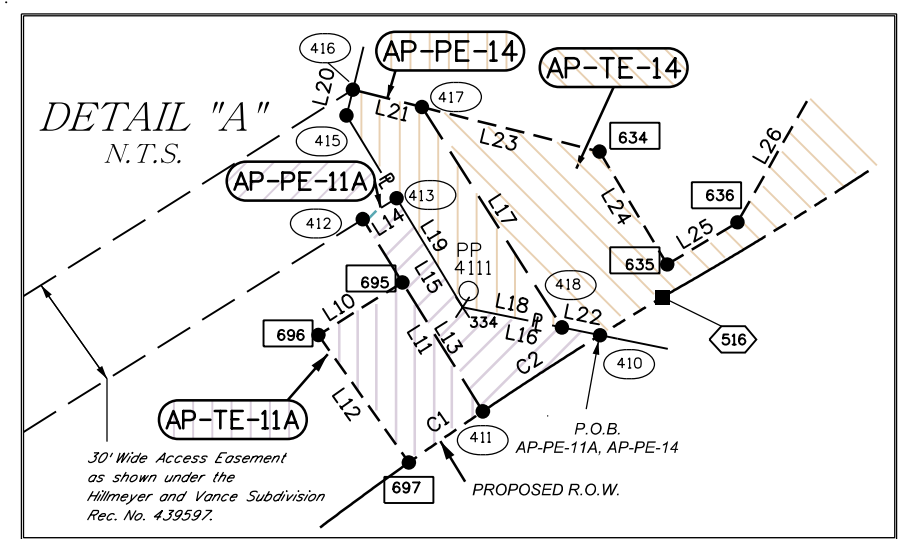 416
AP-PE-14
AP-TE-14
L20
L21
417
DETAIL "A"
N.T.S.
415
L23
634
L26
AP-PE-11A
PL
413
L17
L24
636
412
L14
L19
PP
4111
L25
695
L15
635
418
L10
L18
L22
334
L16
PL
516
696
L11
L13
C2
410
L12
AP-TE-11A
C1
411
P.O.B.
AP-PE-11A, AP-PE-14
30' Wide Access Easement
as shown under the
Hillmeyer and Vance Subdivision
Rec. No. 439597.
697
PROPOSED R.O.W.